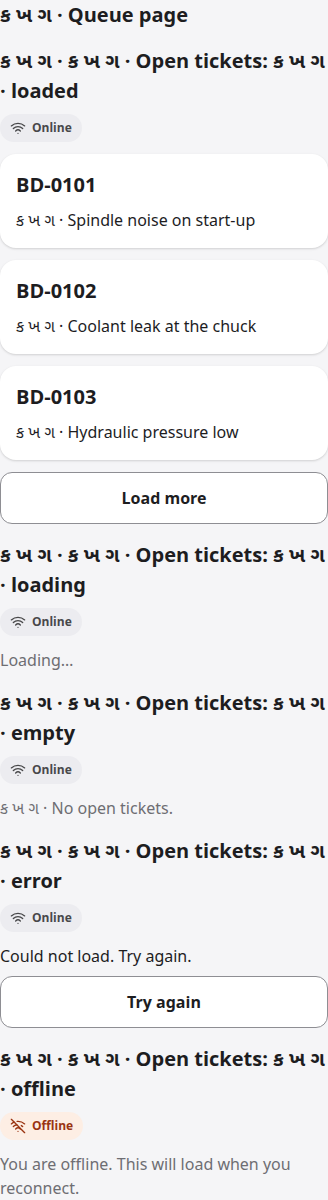 ક ખ ગ · Queue page
ક ખ ગ · ક ખ ગ · Open tickets: ક ખ ગ
· loaded
Online
BD-0101
ક ખ ગ · Spindle noise on start-up
BD-0102
ક ખ ગ · Coolant leak at the chuck
BD-0103
ક ખ ગ · Hydraulic pressure low
Load more
ક ખ ગ · ક ખ ગ · Open tickets: ક ખ ગ
· loading
Online
Loading...
ક ખ ગ · ક ખ ગ · Open tickets: ક ખ ગ
· empty
Online
ક ખ ગ · No open tickets.
ક ખ ગ · ક ખ ગ · Open tickets: ક ખ ગ
· error
Online
Could not load. Try again.
Try again
ક ખ ગ · ક ખ ગ · Open tickets: ક ખ ગ
· offline
Offline
You are offline. This will load when you
reconnect.